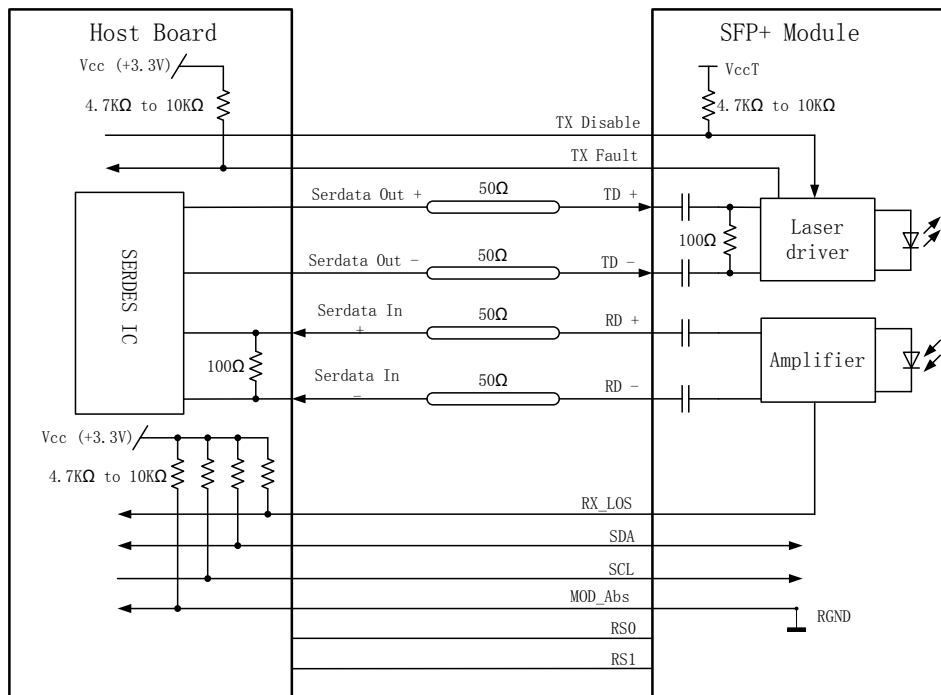 Host Board
SFP+ Module
Vcc (+3.3V)
4.7KΩ to 10KΩ
VccT
4.7KΩ to 10KΩ
TX Disable
TX Fault
Serdata Out +
50Ω
TD +
100Ω
Laser
driver
Serdata Out -
50Ω
TD -
SERDES IC
Serdata In
+
50Ω
RD +
100Ω
Amplifier
Serdata In
-
50Ω
RD -
Vcc (+3.3V)
4.7KΩ to 10KΩ
RX_LOS
SDA
SCL
MOD_Abs
RGND
RS0
RS1